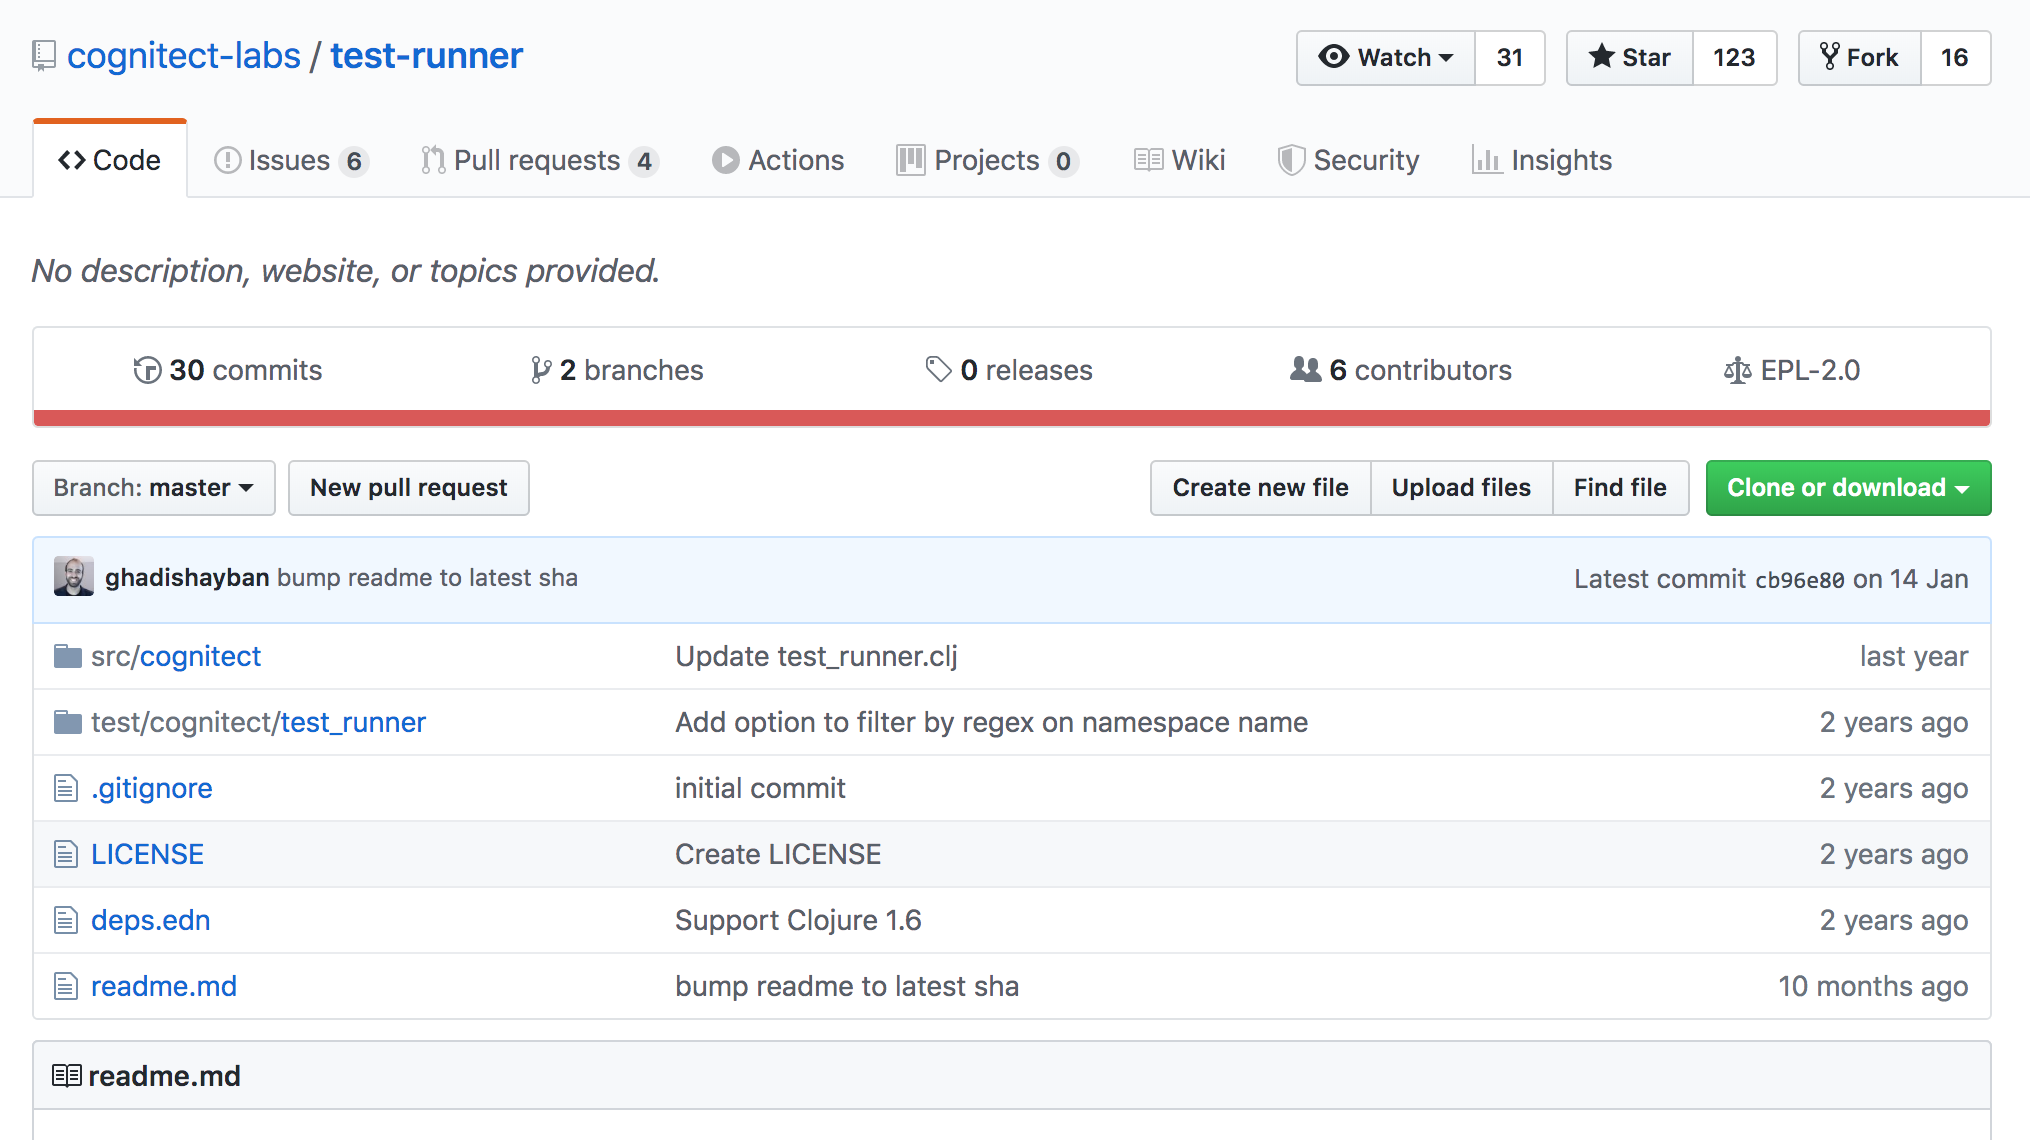 cognitect-labs / test-runner
Watch 31 Star 123 Fork 16
Code Issues 6 Pull requests 4 Actions Projects 0 Wiki Security Insights
No description, website, or topics provided.
30 commits 2 branches 0 releases 6 contributors EPL-2.0
Branch: master New pull request Create new file Upload files Find file Clone or download
ghadishayban bump readme to latest sha Latest commit cb96e80 on 14 Jan
src/cognitect Update test_runner.clj last year
test/cognitect/test_runner Add option to filter by regex on namespace name 2 years ago
.gitignore initial commit 2 years ago
LICENSE Create LICENSE 2 years ago
deps.edn Support Clojure 1.6 2 years ago
readme.md bump readme to latest sha 10 months ago
readme.md